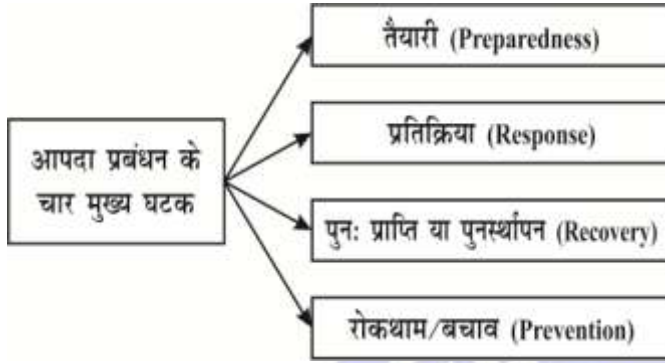 तैयारी (Preparedness)
प्रतिक्रिया (Response)
आपदा प्रबंधन के
चार मुख्य घटक
पुनः प्राप्ति या पुनर्स्थापन (Recovery)
रोकथाम/बचाव (Prevention)